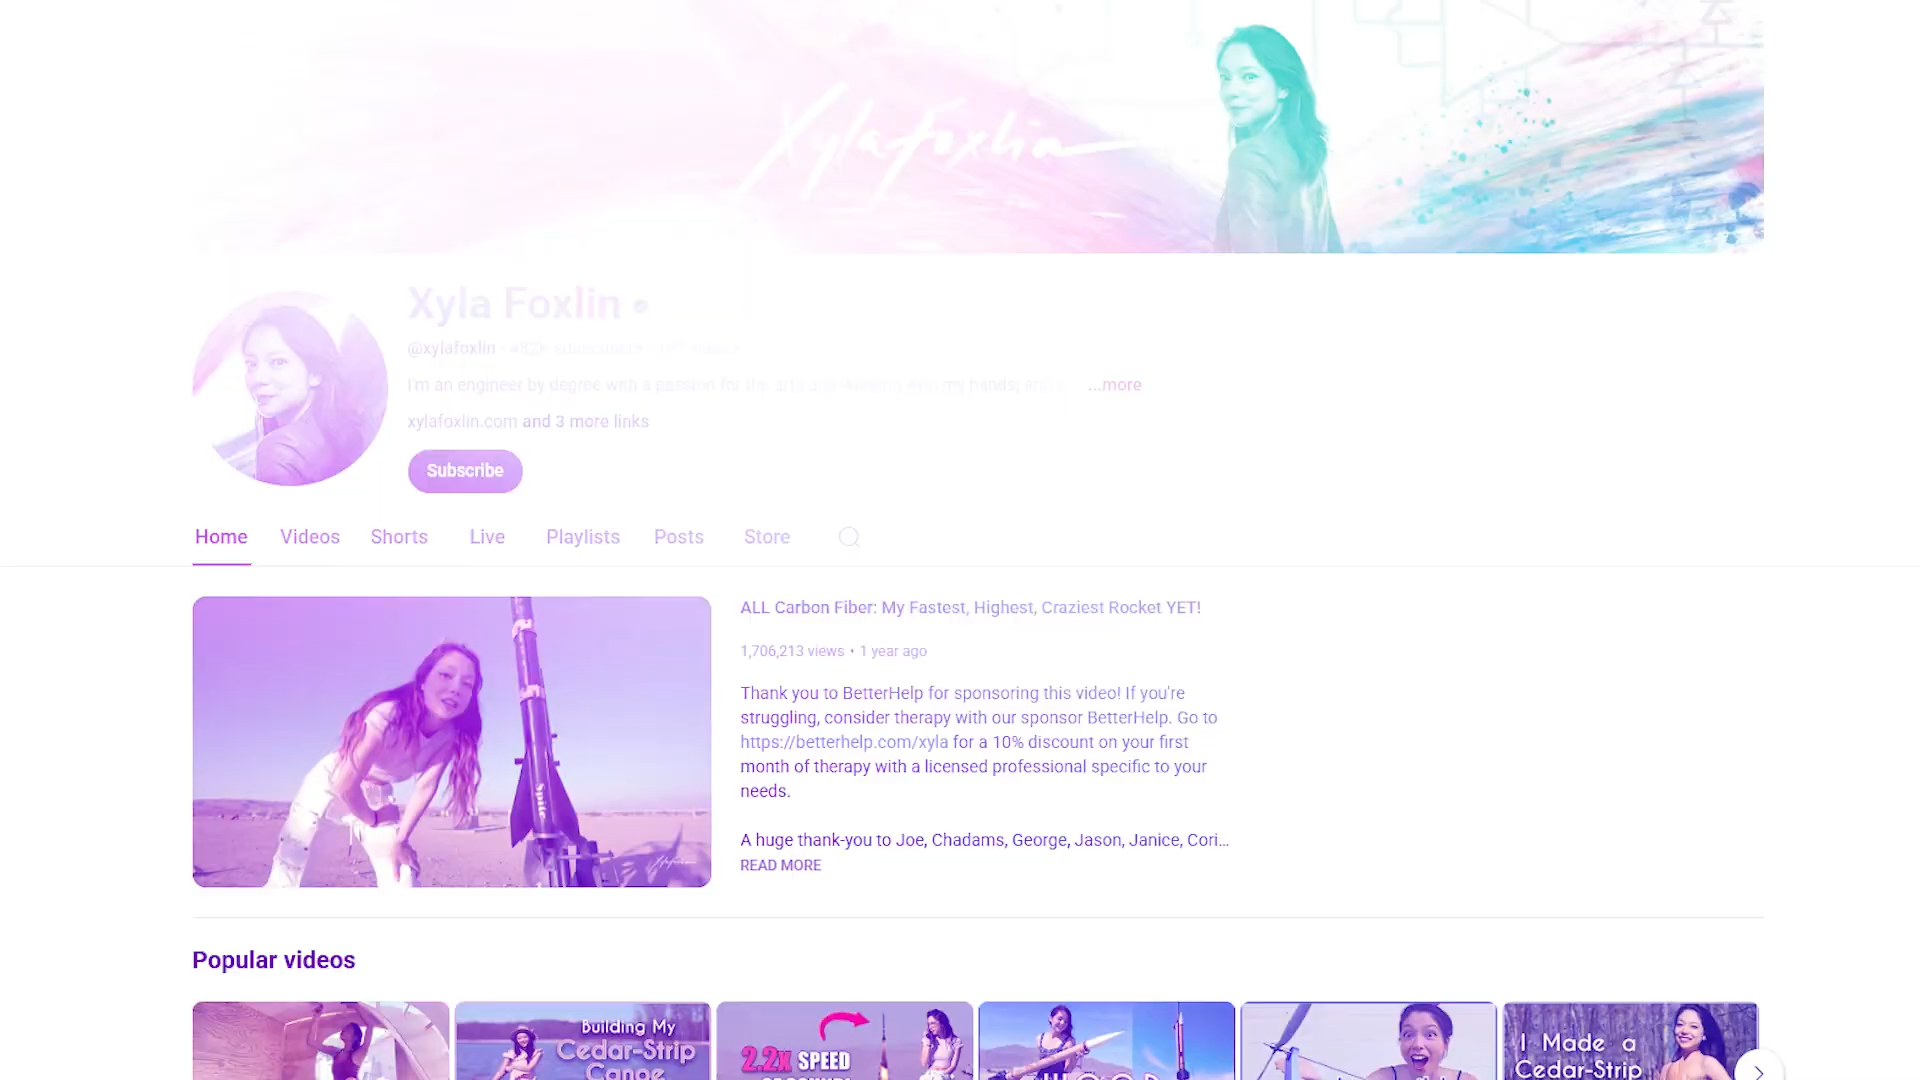 Xylafoxlin
Xyla Foxlin
@xylafoxlin
I'm an engineer by degree with a passion for the arts and working with my hands, and ...more
xylafoxlin.com and 3 more links
Subscribe
Home Videos Shorts Live Playlists Posts Store
ALL Carbon Fiber: My Fastest, Highest, Craziest Rocket YET!
1,706,213 views • 1 year ago
Thank you to BetterHelp for sponsoring this video! If you're
struggling, consider therapy with our sponsor BetterHelp. Go to
https://betterhelp.com/xyla for a 10% discount on your first
month of therapy with a licensed professional specific to your
needs.
A huge thank-you to Joe, Chadams, George, Jason, Janice, Cori...
READ MORE
Spite
Xylafoxlin
Popular videos
Building My
Cedar-Strip
Canoe
2.2X SPEED
I Made a
Cedar-Strip